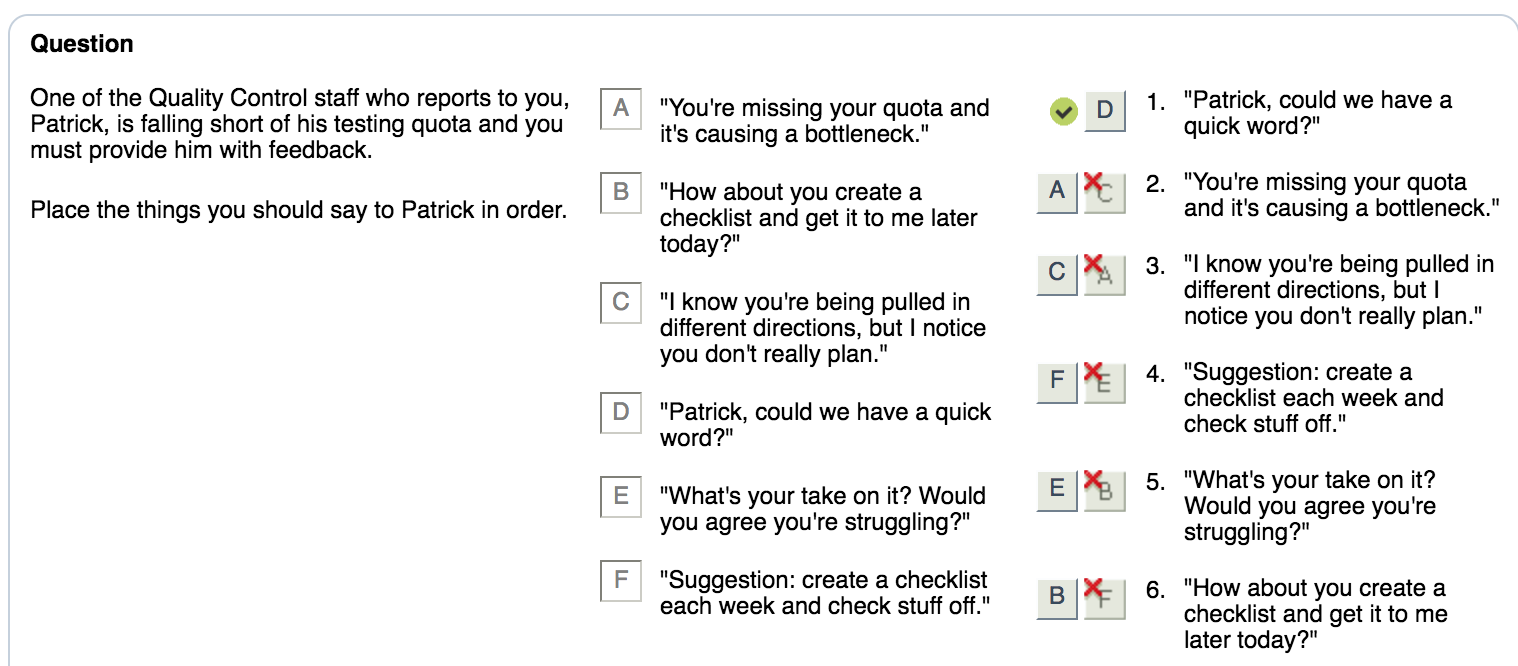 Question
One of the Quality Control staff who reports to you,
Patrick, is falling short of his testing quota and you
must provide him with feedback.
Place the things you should say to Patrick in order.
A "You're missing your quota and
it's causing a bottleneck."
B "How about you create a
checklist and get it to me later
today?"
C "I know you're being pulled in
different directions, but I notice
you don't really plan."
D "Patrick, could we have a quick
word?"
E "What's your take on it? Would
you agree you're struggling?"
F "Suggestion: create a checklist
each week and check stuff off."
D 1. "Patrick, could we have a
quick word?"
A C 2. "You're missing your quota
and it's causing a bottleneck."
C A 3. "I know you're being pulled in
different directions, but I
notice you don't really plan."
F E 4. "Suggestion: create a
checklist each week and
check stuff off."
E B 5. "What's your take on it?
Would you agree you're
struggling?"
B F 6. "How about you create a
checklist and get it to me
later today?"